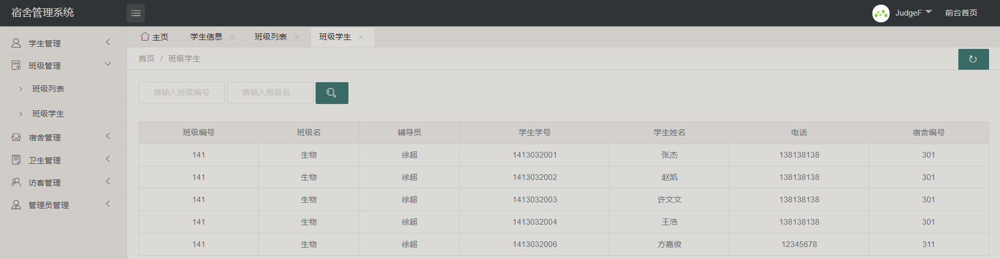 宿舍管理系统
JudgeF 前台首页
学生管理
班级管理
班级列表
班级学生
宿舍管理
卫生管理
访客管理
管理员管理
主页 学生信息 班级列表 班级学生
首页 / 班级学生
请输入班级编号 请输入班级名
班级编号 班级名 辅导员 学生学号 学生姓名 电话 宿舍编号
141 生物 徐超 1413032001 张杰 138138138 301
141 生物 徐超 1413032002 赵凯 138138138 301
141 生物 徐超 1413032003 许文文 138138138 301
141 生物 徐超 1413032004 王浩 138138138 301
141 生物 徐超 1413032006 方嘉俊 12345678 311